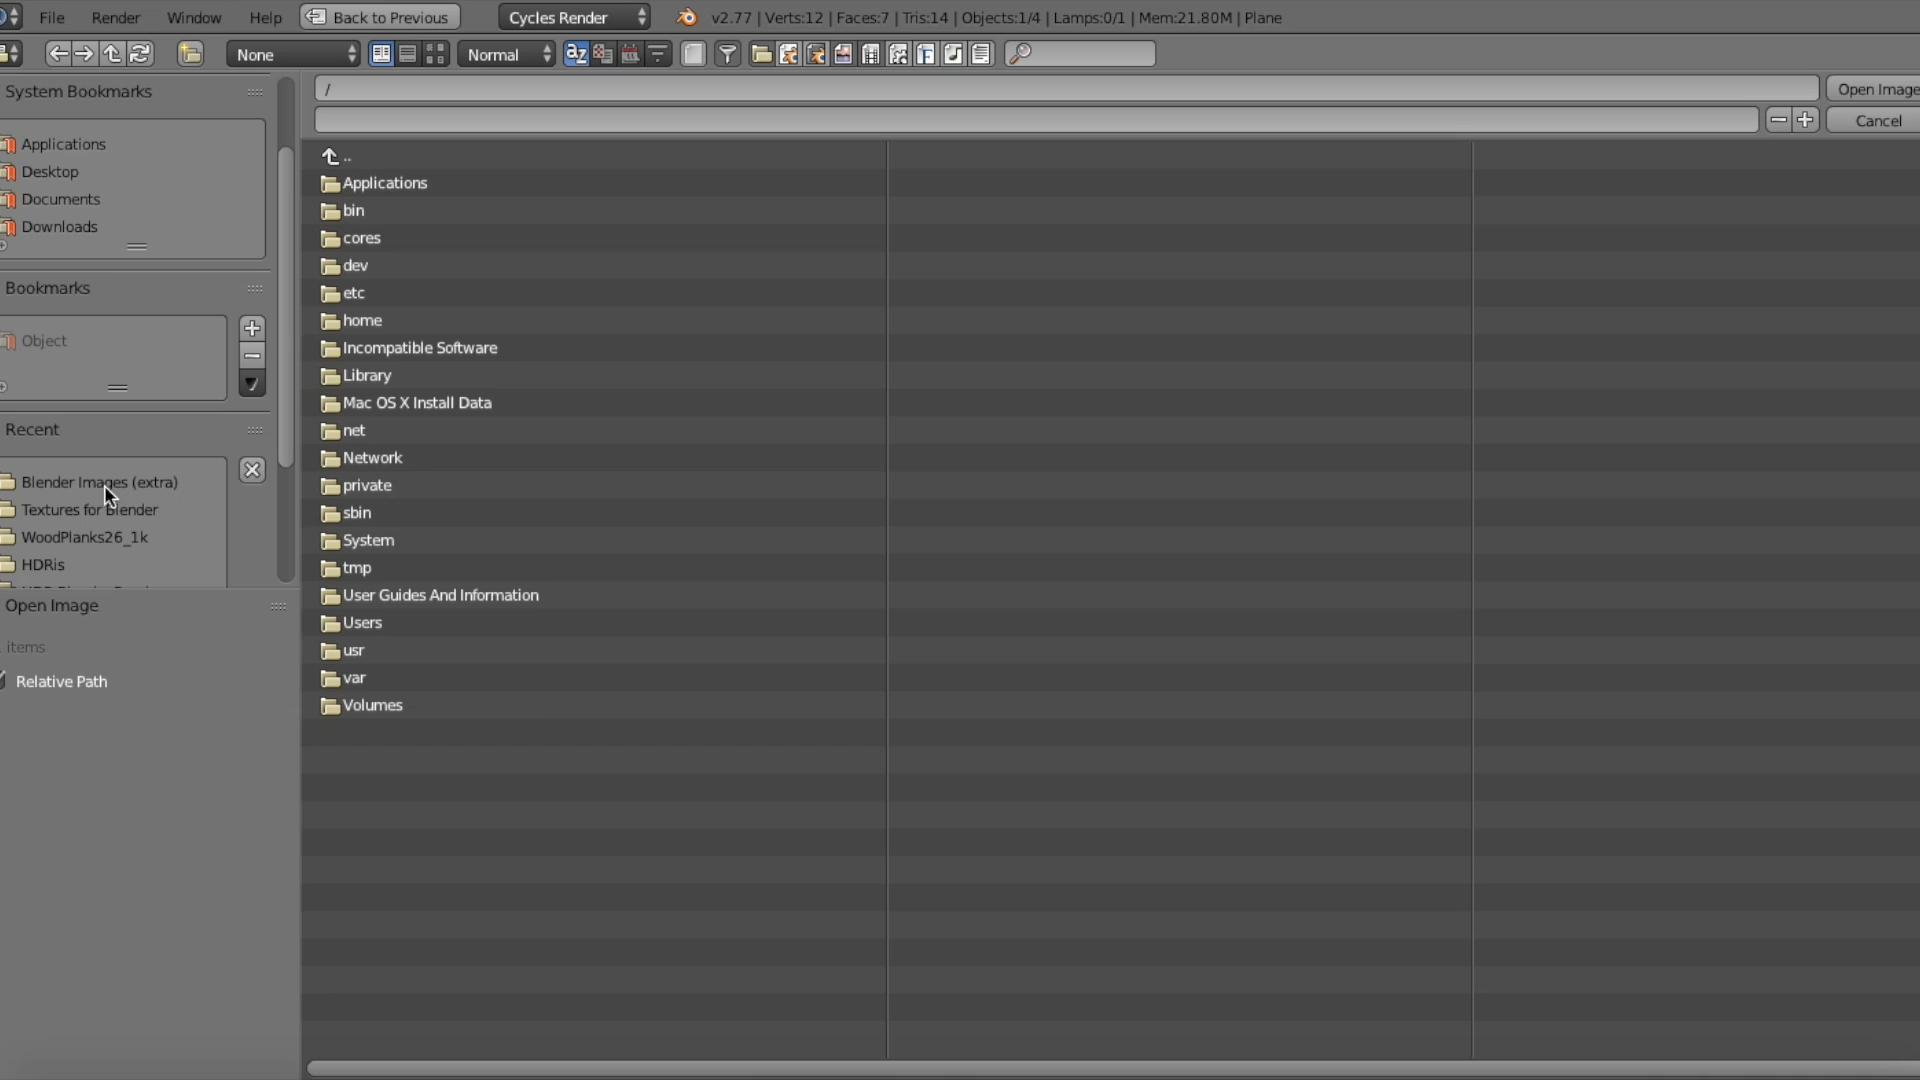 File Render Window Help Back to Previous Cycles Render v2.77 | Verts:12 | Faces:7 | Tris:14 | Objects:1/4 | Lamps:0/1 | Mem:21.80M | Plane
None Normal
System Bookmarks
/ Open Image
Cancel
Applications
Desktop
Documents
Downloads
Bookmarks
Object
Recent
Blender Images (extra)
Textures for Blender
WoodPlanks26_1k
HDRis
Open Image
items
Relative Path
..
Applications
bin
cores
dev
etc
home
Incompatible Software
Library
Mac OS X Install Data
net
Network
private
sbin
System
tmp
User Guides And Information
Users
usr
var
Volumes